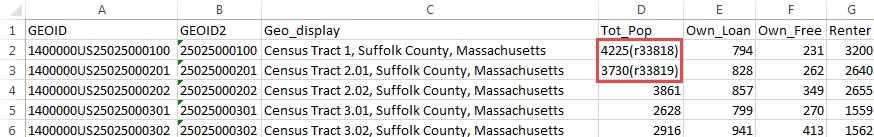 A B C D E F G
1 GEOID GEOID2 Geo_display Tot_Pop Own_Loan Own_Free Renter
2 1400000US25025000100 25025000100 Census Tract 1, Suffolk County, Massachusetts 4225(r33818) 794 231 3200
3 1400000US25025000201 25025000201 Census Tract 2.01, Suffolk County, Massachusetts 3730(r33819) 828 262 2640
4 1400000US25025000202 25025000202 Census Tract 2.02, Suffolk County, Massachusetts 3861 857 349 2655
5 1400000US25025000301 25025000301 Census Tract 3.01, Suffolk County, Massachusetts 2628 799 270 1559
6 1400000US25025000302 25025000302 Census Tract 3.02, Suffolk County, Massachusetts 2916 941 413 1562